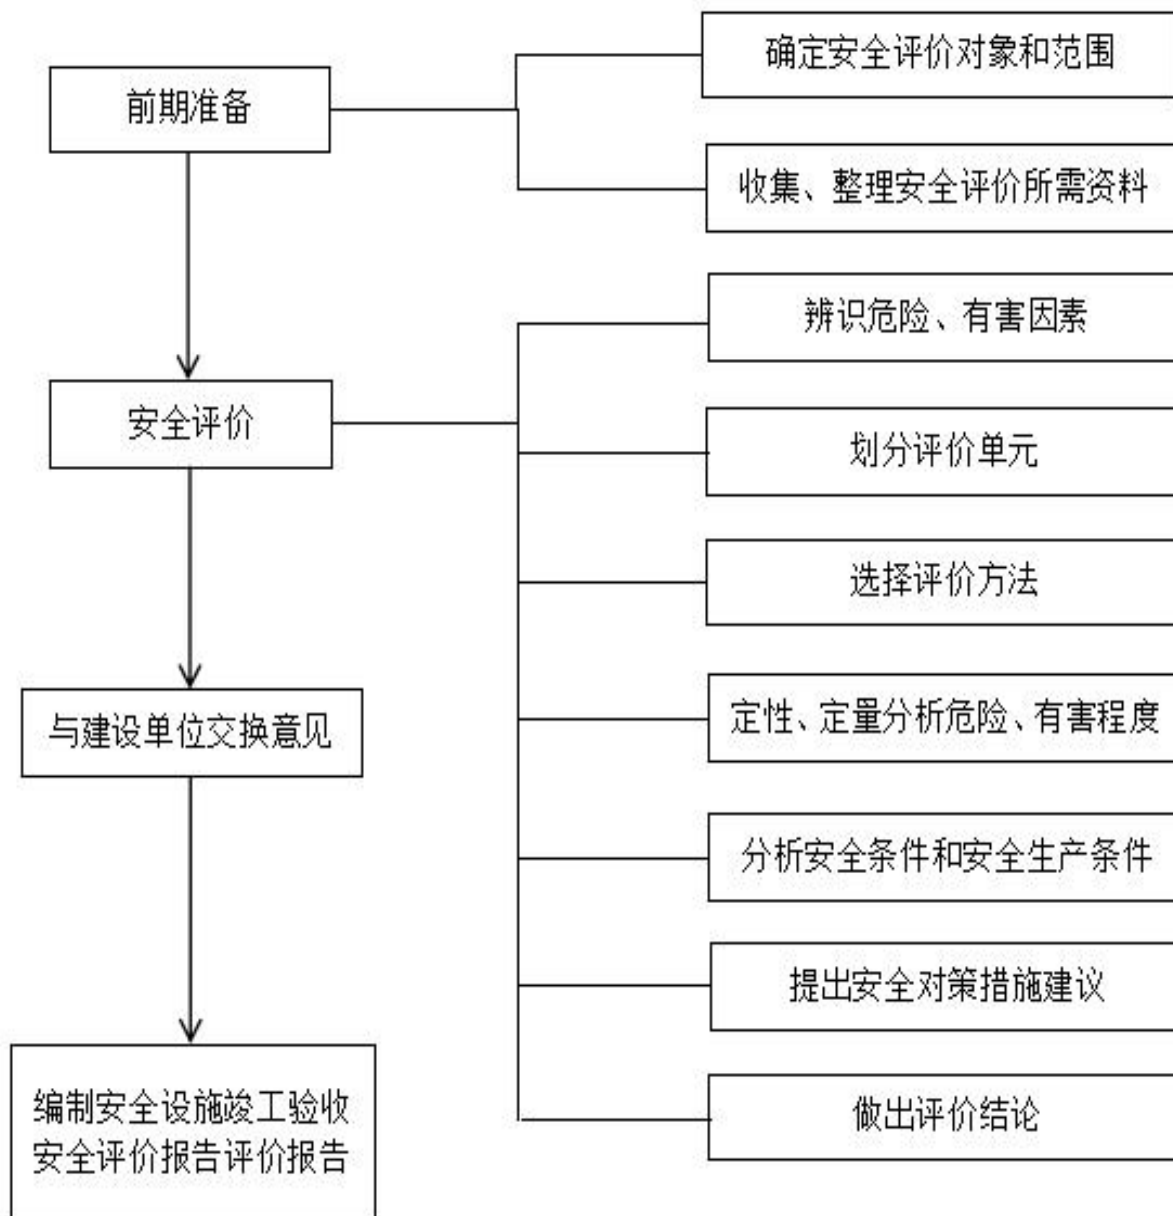 前期准备
确定安全评价对象和范围
收集、整理安全评价所需资料
安全评价
辨识危险、有害因素
划分评价单元
选择评价方法
定性、定量分析危险、有害程度
分析安全条件和安全生产条件
提出安全对策措施建议
做出评价结论
与建设单位交换意见
编制安全设施竣工验收
安全评价报告评价报告